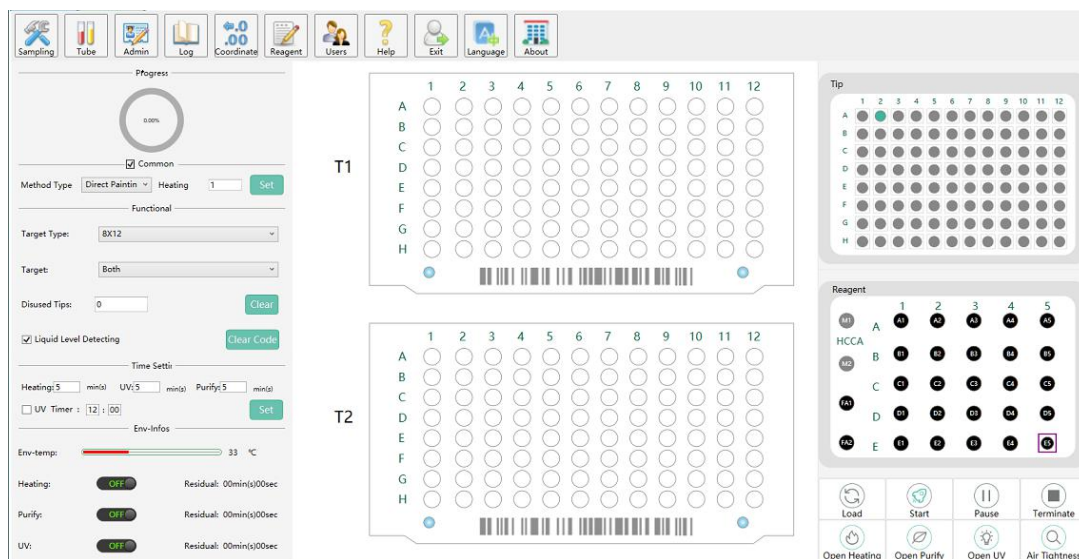 Sampling Tube Admin Log Coordinate Reagent Users Help Exit Language About
Progress
0.00%
Common
Method Type Direct Paintin Heating 1 Set
Functional
Target Type: 8X12
Target: Both
Disused Tips: 0 Clear
Liquid Level Detecting Clear Code
Time Settii
Heating: 5 min(s) UV: 5 min(s) Purify: 5 min(s)
UV Timer : 12 : 00 Set
Env-Infos
Env-temp: 33 ℃
Heating: OFF Residual: 00min(s)00sec
Purify: OFF Residual: 00min(s)00sec
UV: OFF Residual: 00min(s)00sec
T1
1 2 3 4 5 6 7 8 9 10 11 12
A
B
C
D
E
F
G
H
T2
1 2 3 4 5 6 7 8 9 10 11 12
A
B
C
D
E
F
G
H
Tip
1 2 3 4 5 6 7 8 9 10 11 12
A
B
C
D
E
F
G
H
Reagent
1 2 3 4 5
M1 A A1 A2 A3 A4 A5
HCCA
M2 B B1 B2 B3 B4 B5
C C1 C2 C3 C4 C5
FA1 D D1 D2 D3 D4 D5
FA2 E E1 E2 E3 E4 E5
Load Start Pause Terminate
Open Heating Open Purify Open UV Air Tightness